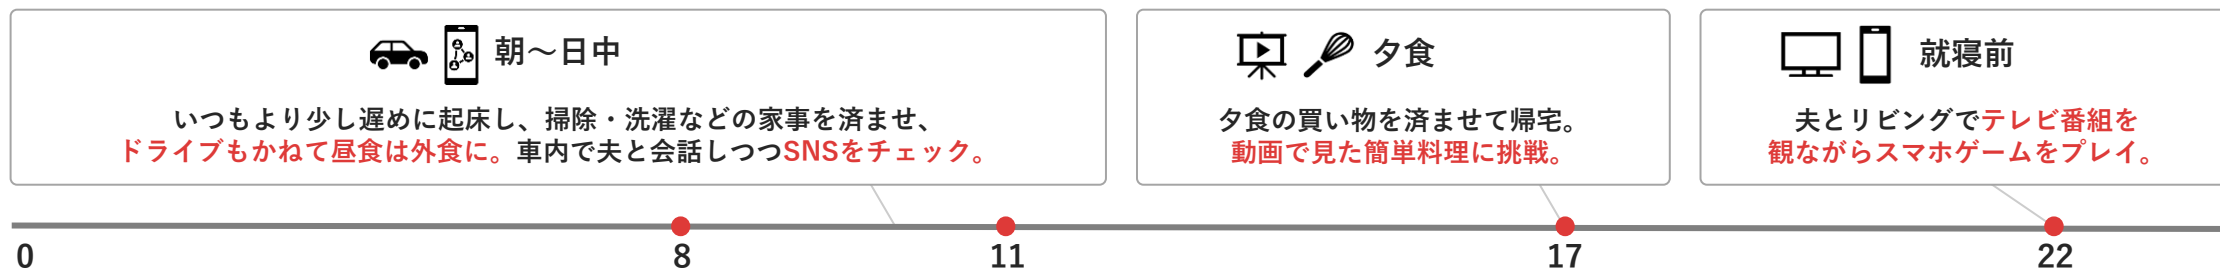 朝～日中
いつもより少し遅めに起床し、掃除・洗濯などの家事を済ませ、
ドライブもかねて昼食は外食に。車内で夫と会話しつつSNSをチェック。
夕食
夕食の買い物を済ませて帰宅。
動画で見た簡単料理に挑戦。
就寝前
夫とリビングでテレビ番組を
観ながらスマホゲームをプレイ。
0
8
11
17
22